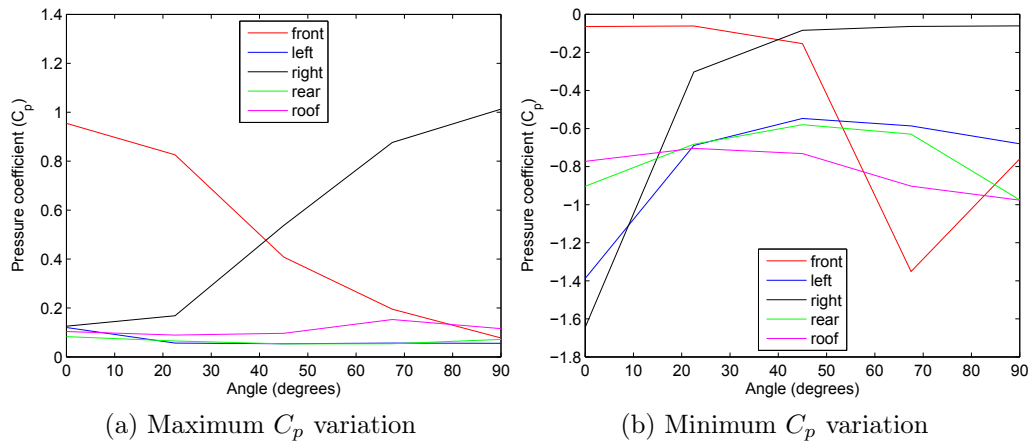 1.4
1.2
1
0.8
0.6
0.4
0.2
0
Pressure coefficient (C_p)
front
left
right
rear
roof
0 10 20 30 40 50 60 70 80 90
Angle (degrees)
(a) Maximum C_p variation
0
−0.2
−0.4
−0.6
−0.8
−1
−1.2
−1.4
−1.6
−1.8
Pressure coefficient (C_p)
front
left
right
rear
roof
0 10 20 30 40 50 60 70 80 90
Angle (degrees)
(b) Minimum C_p variation